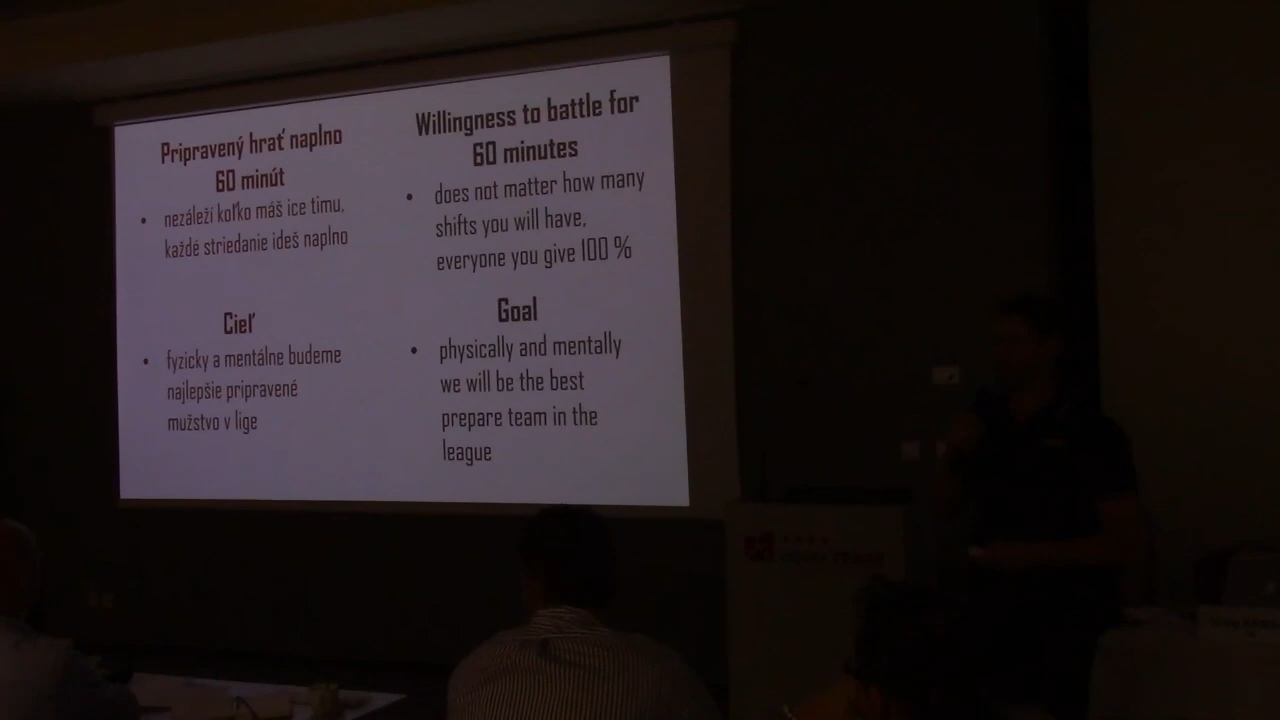 Pripravený hrať naplno
60 minút
• nezáleží koľko máš ice timu,
každé striedanie ideš naplno
Cieľ
• fyzicky a mentálne budeme
najlepšie pripravené
mužstvo v lige
Willingness to battle for
60 minutes
• does not matter how many
shifts you will have,
everyone you give 100 %
Goal
• physically and mentally
we will be the best
prepare team in the
league